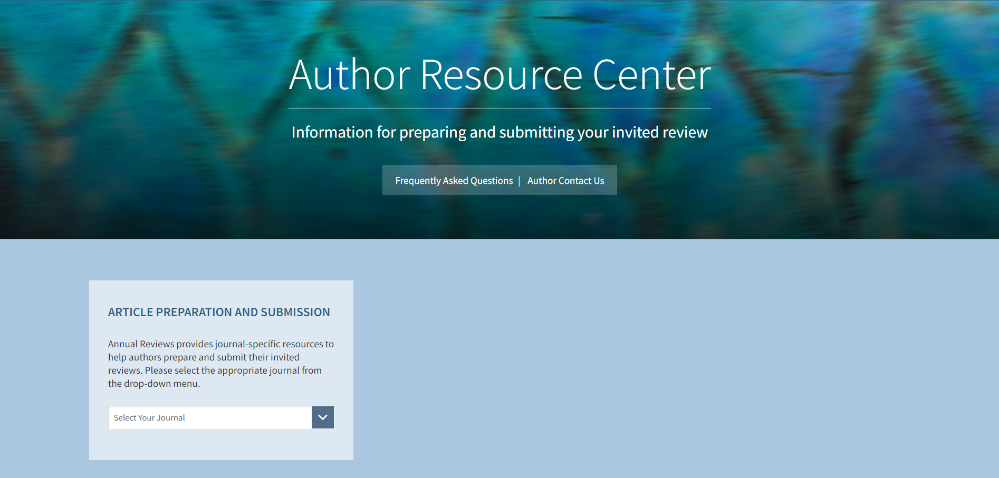 Author Resource Center
Information for preparing and submitting your invited review
Frequently Asked Questions | Author Contact Us
ARTICLE PREPARATION AND SUBMISSION
Annual Reviews provides journal-specific resources to
help authors prepare and submit their invited
reviews. Please select the appropriate journal from
the drop-down menu.
Select Your Journal